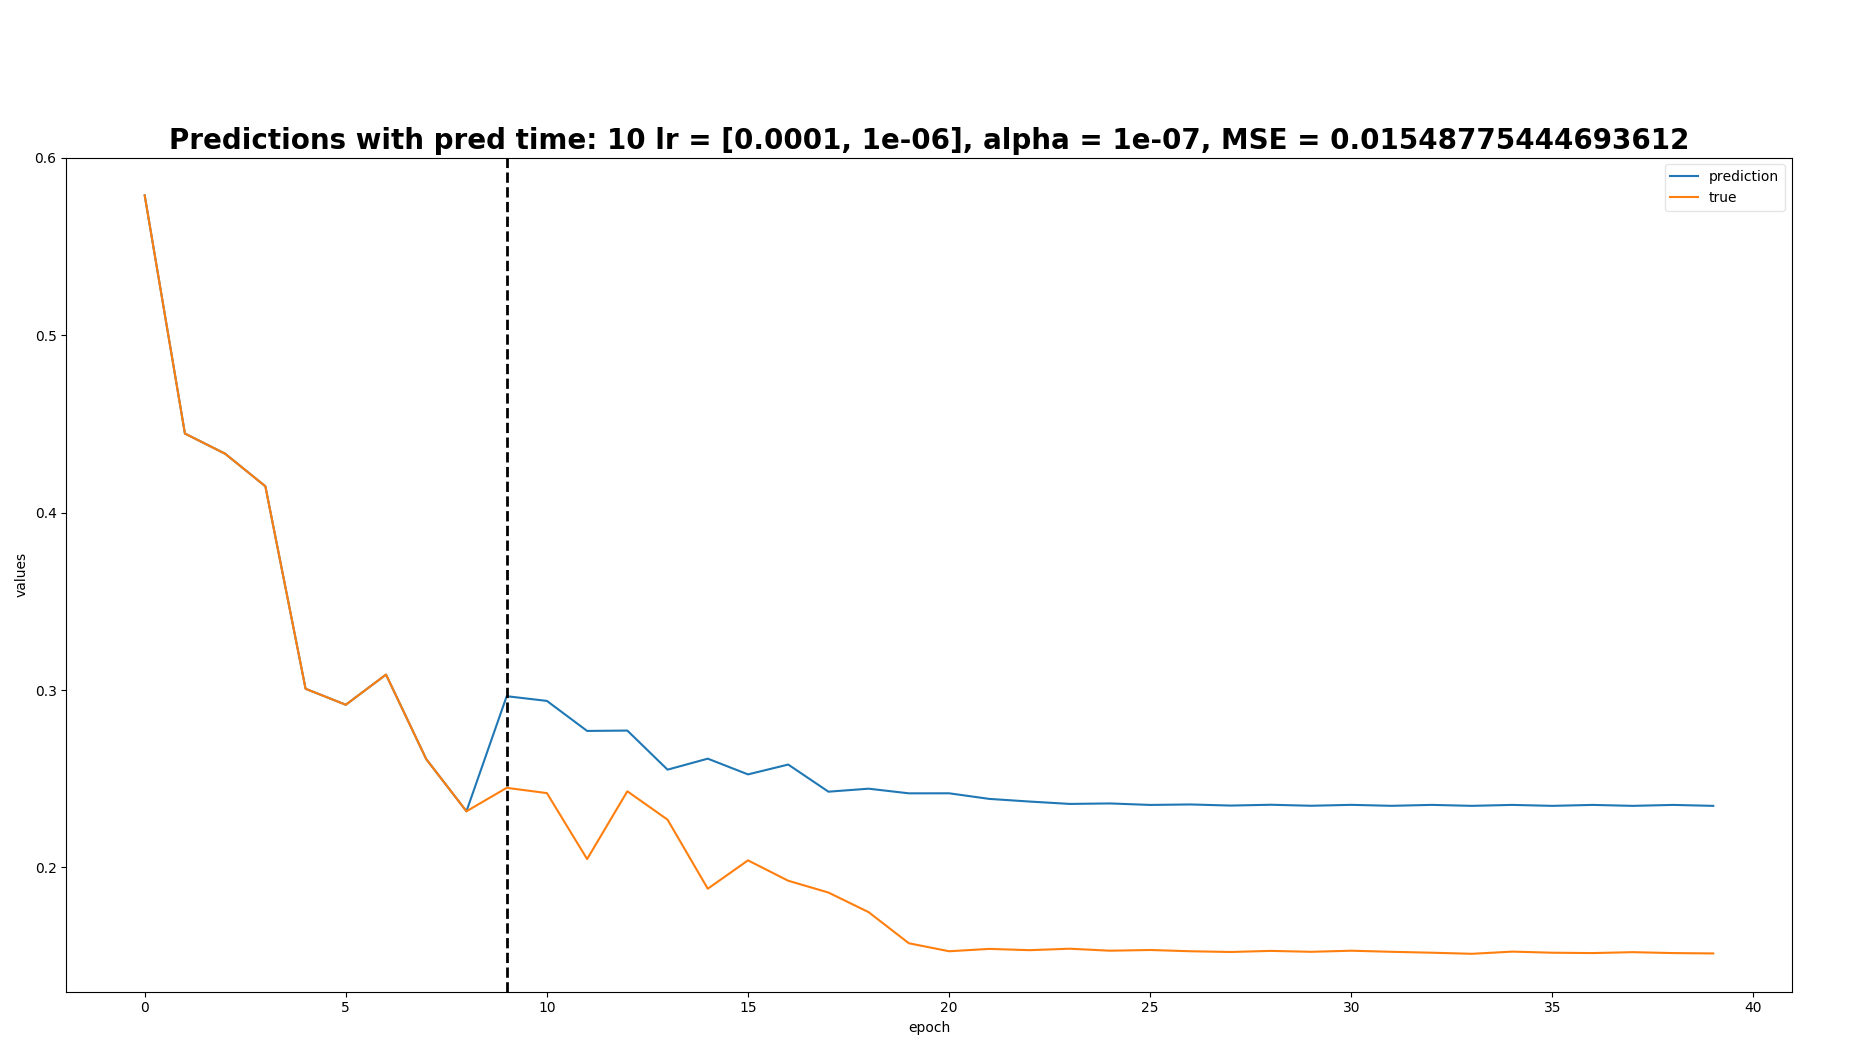 Predictions with pred time: 10 lr = [0.0001, 1e-06], alpha = 1e-07, MSE = 0.01548775444693612
prediction
true
0.6
0.5
0.4
0.3
0.2
values
0 5 10 15 20 25 30 35 40
epoch